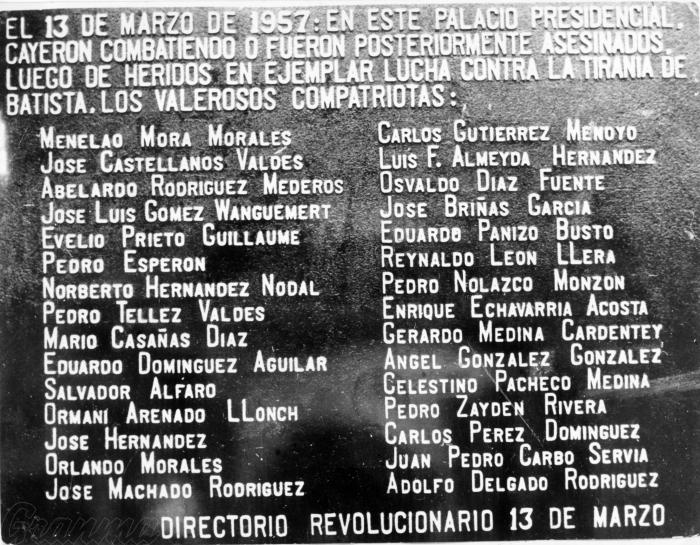 EL 13 DE MARZO DE 1957: EN ESTE PALACIO PRESIDENCIAL.
CAYERON COMBATIENDO O FUERON POSTERIORMENTE ASESINADOS.
LUEGO DE HERIDOS EN EJEMPLAR LUCHA CONTRA LA TIRANIA DE
BATISTA. LOS VALEROSOS COMPATRIOTAS:
MENELAO MORA MORALES
JOSE CASTELLANOS VALDÉS
ABELARDO RODRIGUEZ MEDEROS
JOSE LUIS GOMEZ WANGUEMERT
EVELIO PRIETO GUILLAUME
PEDRO ESPERON
NORBERTO HERNANDEZ NODAL
PEDRO TELLEZ VALDES
MARIO CASAÑAS DIAZ
EDUARDO DOMINGUEZ AGUILAR
SALVADOR ALFARO
ORMANI ARENADO LLONCH
JOSE HERNANDEZ
ORLANDO MORALES
JOSE MACHADO RODRIGUEZ
CARLOS GUTIERREZ MENOYO
LUIS F. ALMEYDA HERNANDEZ
OSVALDO DIAZ FUENTE
JOSE BRIÑAS GARCIA
EDUARDO PANIZO BUSTO
REYNALDO LEON LLERA
PEDRO NOLAZCO MONZON
ENRIQUE ECHAVARRIA ACOSTA
GERARDO MEDINA CARDENTEY
ANGEL GONZALEZ GONZALEZ
CELESTINO PACHECO MEDINA
PEDRO ZAYDEN RIVERA
CARLOS PEREZ DOMINGUEZ
JUAN PEDRO CARBO SERVIA
ADOLFO DELGADO RODRIGUEZ
DIRECTORIO REVOLUCIONARIO 13 DE MARZO
Granma